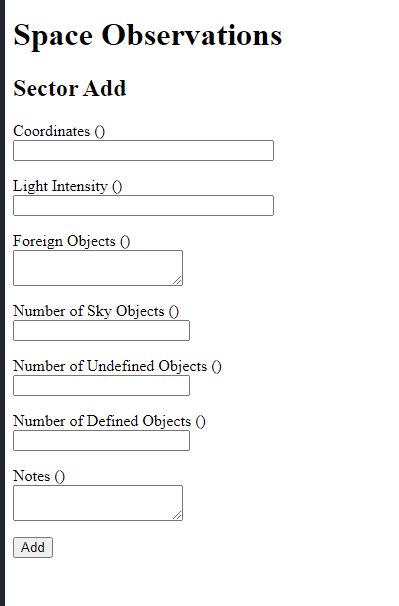 Space Observations
Sector Add
Coordinates ()
Light Intensity ()
Foreign Objects ()
Number of Sky Objects ()
Number of Undefined Objects ()
Number of Defined Objects ()
Notes ()
Add